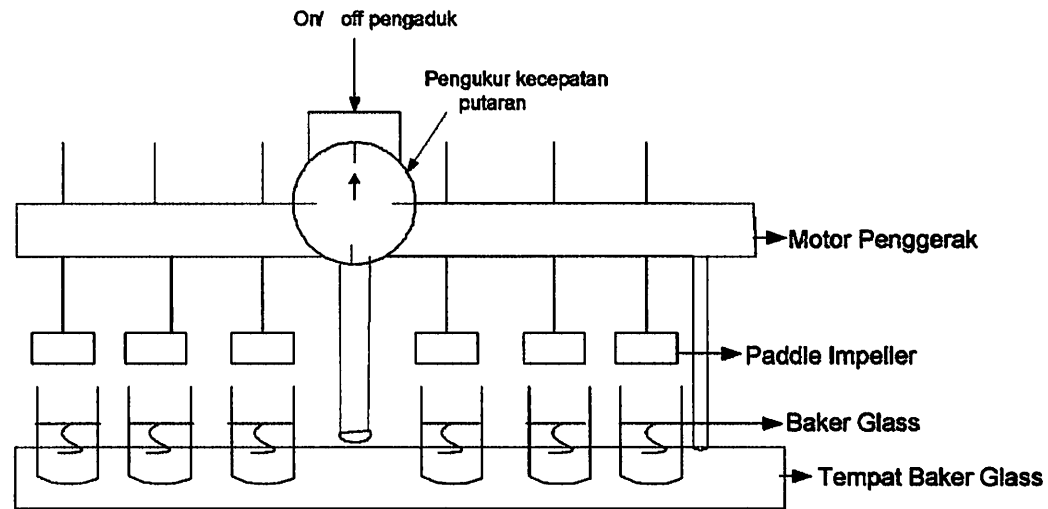 On/ off pengaduk
Pengukur kecepatan
putaran
Motor Penggerak
Paddle Impeller
Baker Glass
Tempat Baker Glass